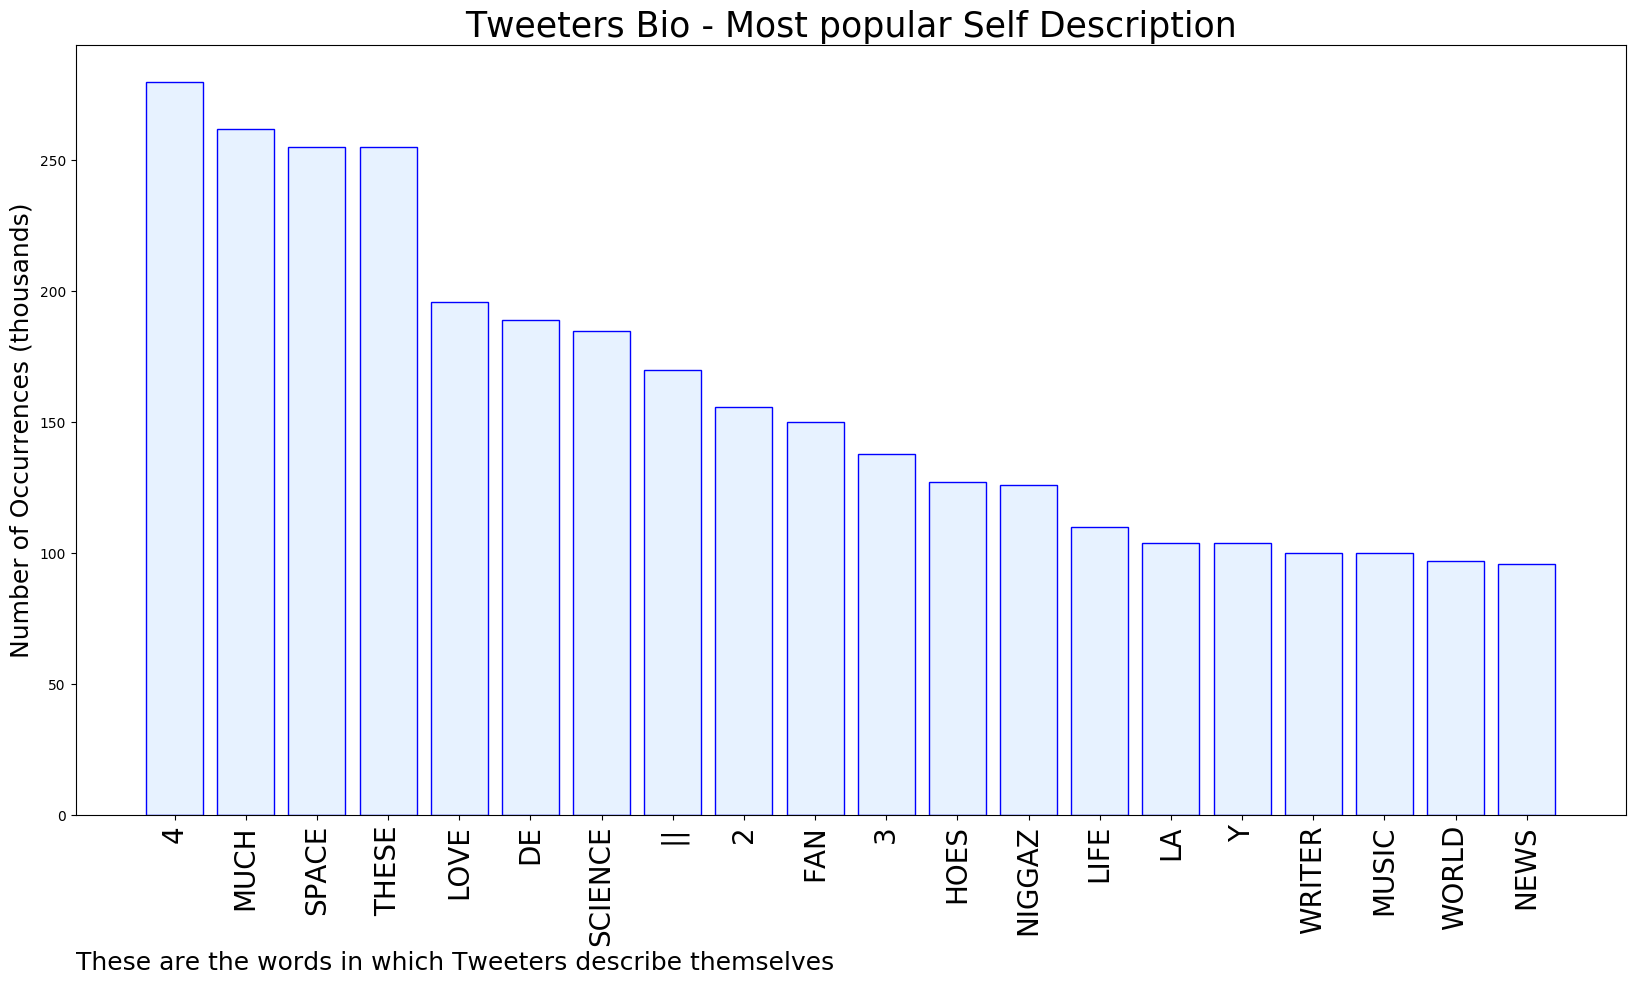 Tweeters Bio - Most popular Self Description
Number of Occurrences (thousands)
250
200
150
100
50
0
4
MUCH
SPACE
THESE
LOVE
DE
SCIENCE
||
2
FAN
3
HOES
NIGGAZ
LIFE
LA
Y
WRITER
MUSIC
WORLD
NEWS
These are the words in which Tweeters describe themselves